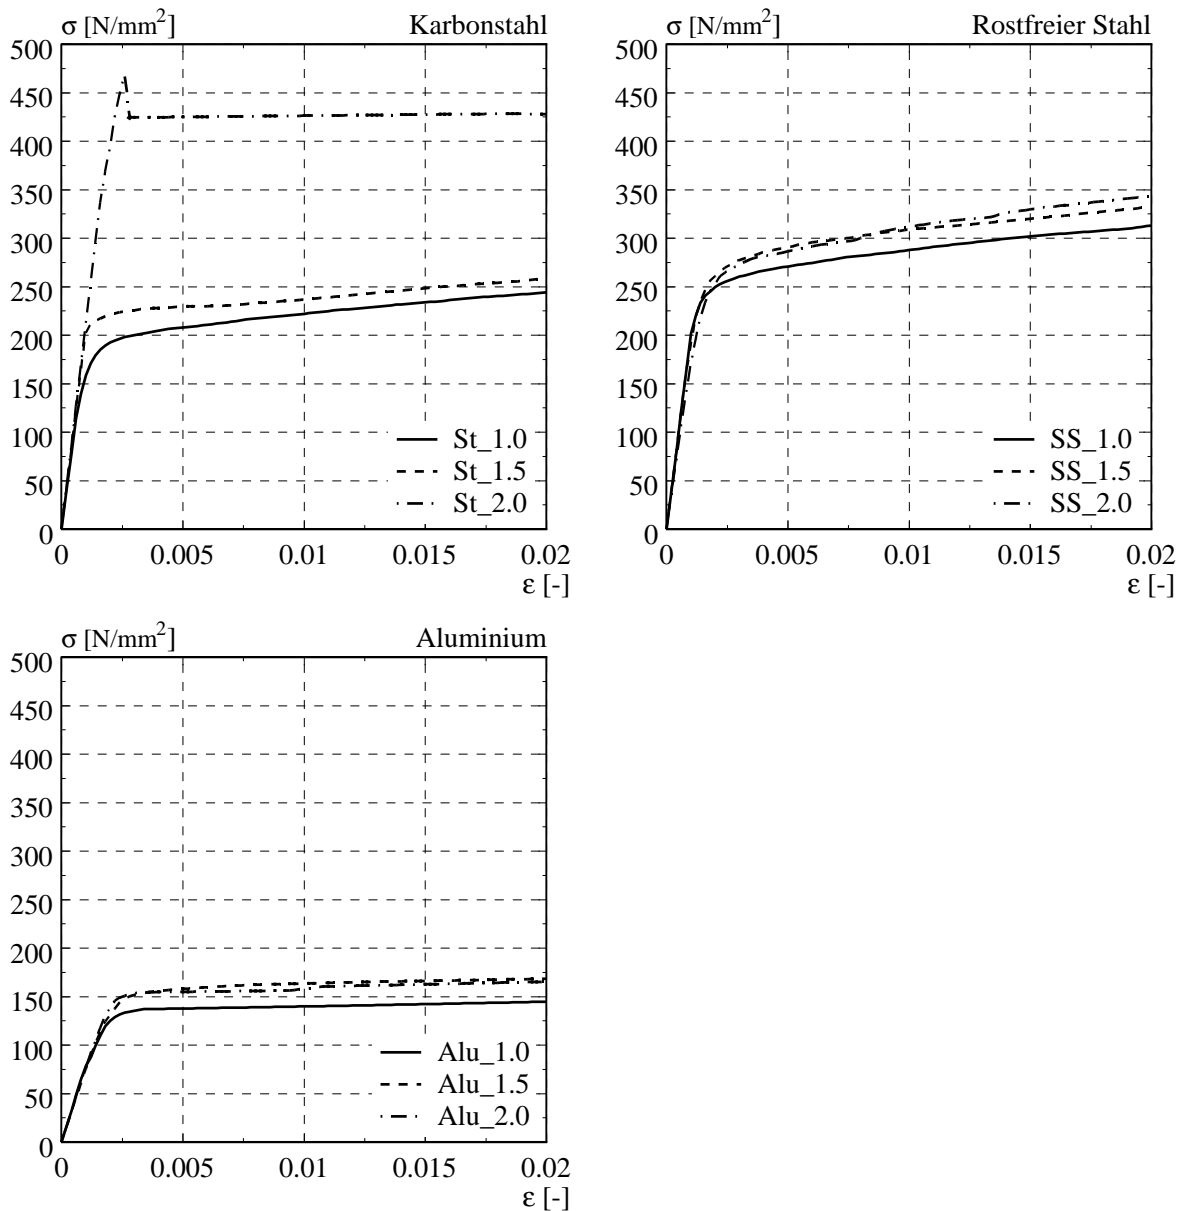 σ [N/mm²] Karbonstahl
500
450
400
350
300
250
200
150
100
50
0
St_1.0
St_1.5
St_2.0
0 0.005 0.01 0.015 0.02
ε [-]
σ [N/mm²] Rostfreier Stahl
500
450
400
350
300
250
200
150
100
50
0
SS_1.0
SS_1.5
SS_2.0
0 0.005 0.01 0.015 0.02
ε [-]
σ [N/mm²] Aluminium
500
450
400
350
300
250
200
150
100
50
0
Alu_1.0
Alu_1.5
Alu_2.0
0 0.005 0.01 0.015 0.02
ε [-]